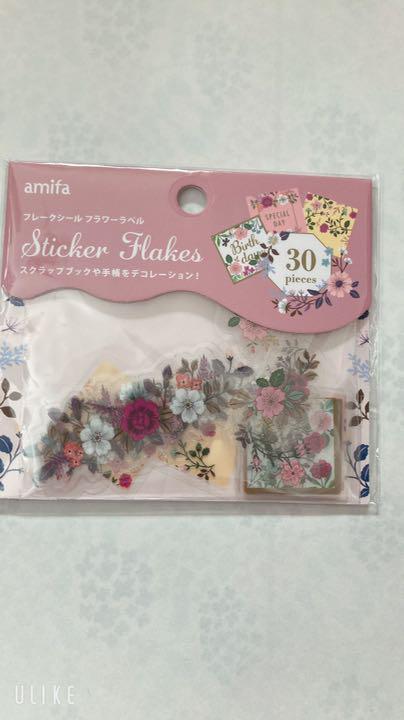 amifa
フレークシール フラワーラベル
Sticker Flakes
スクラップブックや手帳をデコレーション！
SPECIAL
DAY
Birth
day
30
pieces
ULIKE